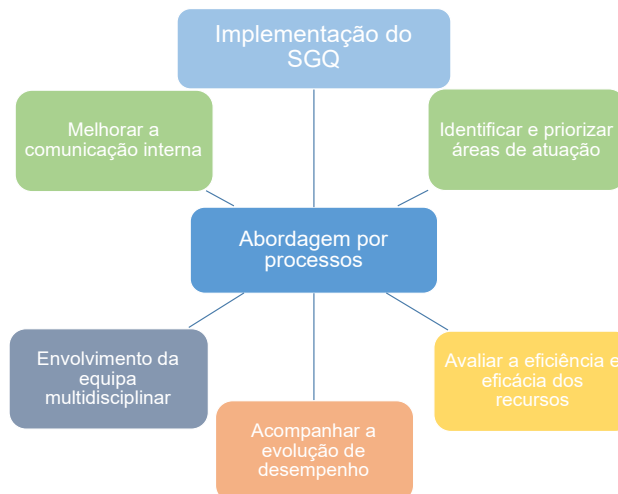 Implementação do
SGQ
Melhorar a
comunicação interna
Identificar e priorizar
áreas de atuação
Abordagem por
processos
Envolvimento da
equipa
multidisciplinar
Avaliar a eficiência e
eficácia dos
recursos
Acompanhar a
evolução de
desempenho